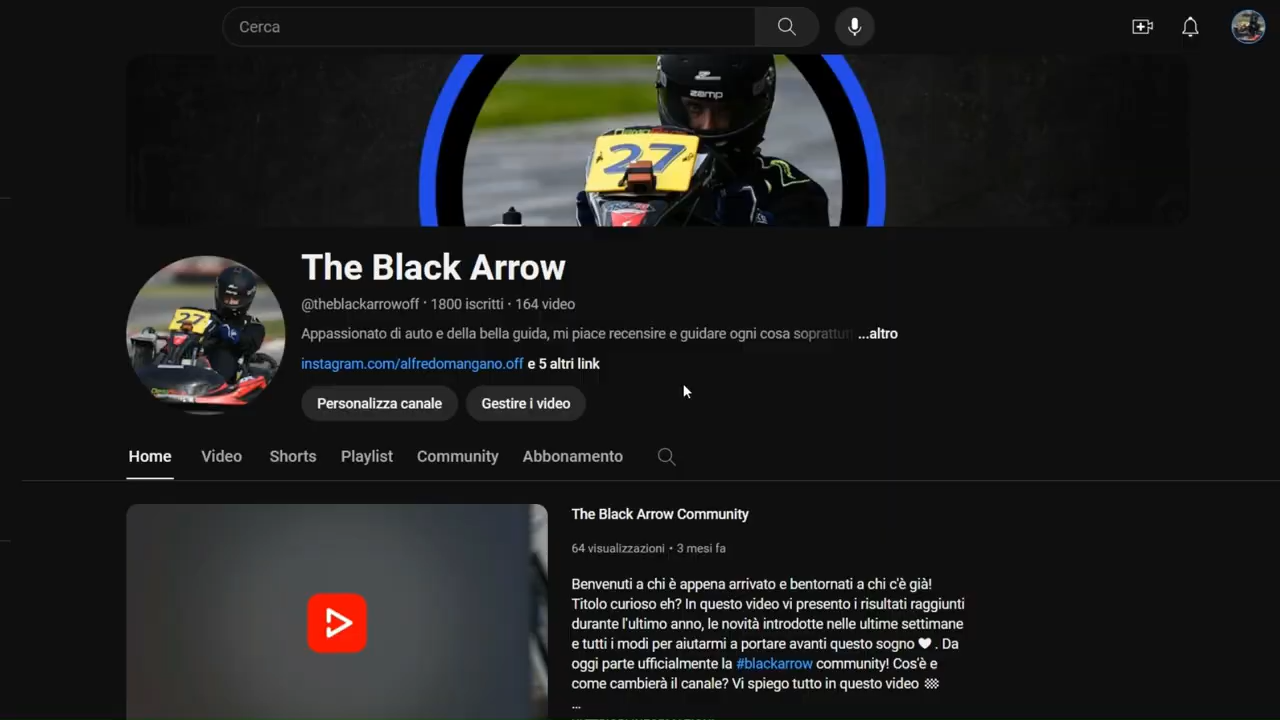 Cerca
zamp
27
The Black Arrow
@theblackarrowoff · 1800 iscritti · 164 video
Appassionato di auto e della bella guida, mi piace recensire e guidare ogni cosa soprattutt ...altro
instagram.com/alfredomangano.off e 5 altri link
27
Personalizza canale Gestire i video
Home Video Shorts Playlist Community Abbonamento
The Black Arrow Community
64 visualizzazioni • 3 mesi fa
Benvenuti a chi è appena arrivato e bentornati a chi c'è già!
Titolo curioso eh? In questo video vi presento i risultati raggiunti
durante l'ultimo anno, le novità introdotte nelle ultime settimane
e tutti i modi per aiutarmi a portare avanti questo sogno 🖤 . Da
oggi parte ufficialmente la #blackarrow community! Cos'è e
come cambierà il canale? Vi spiego tutto in questo video 🏁
...